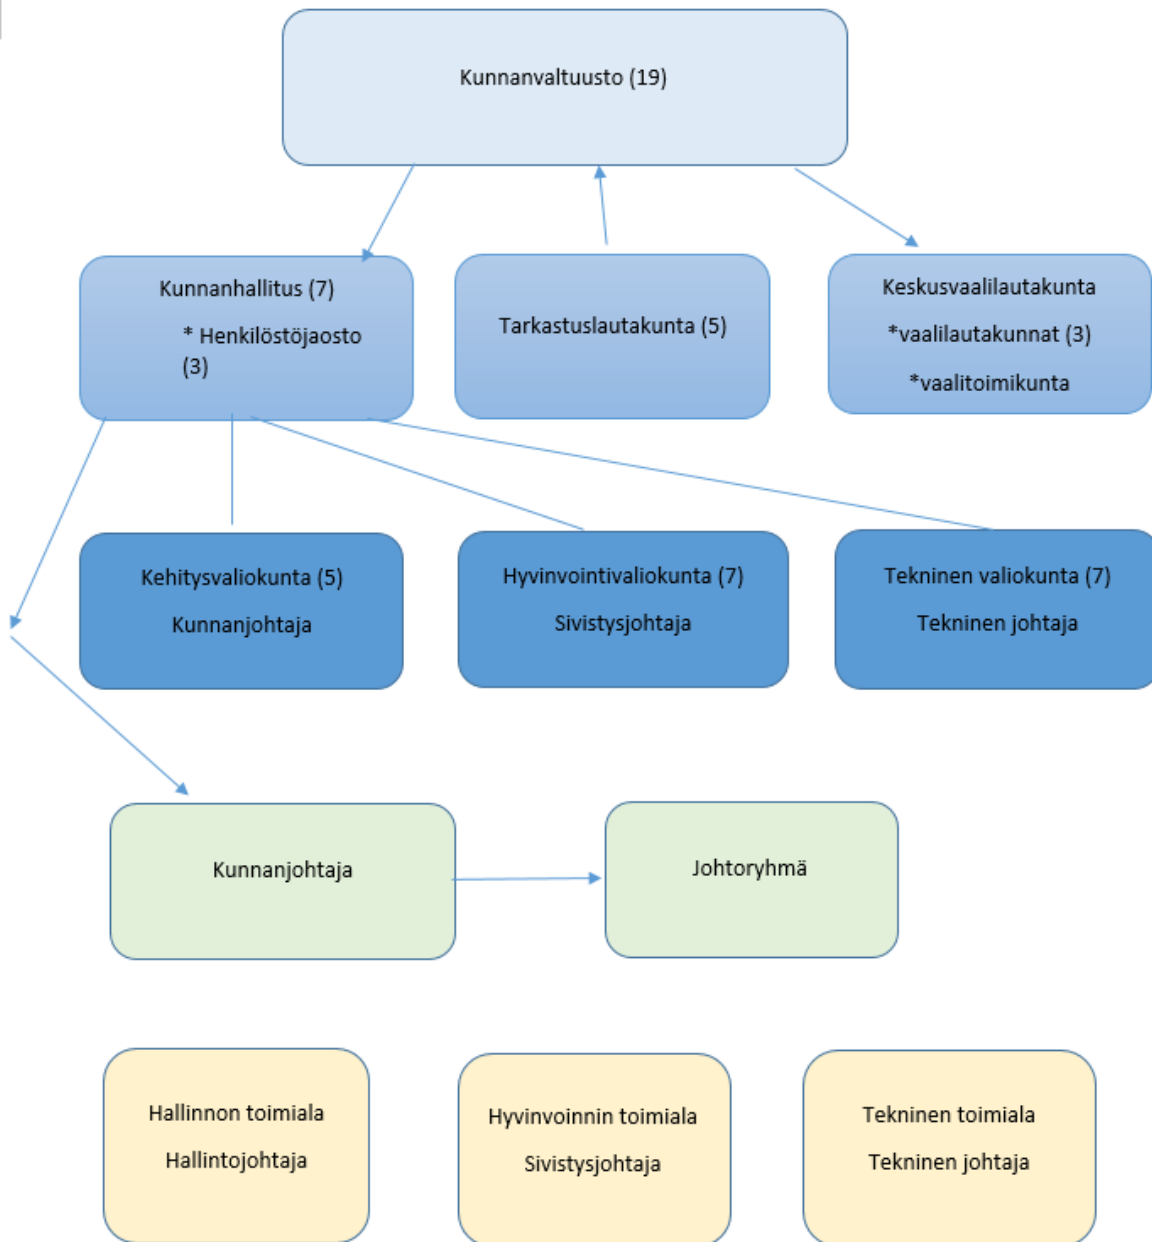 Kunnanvaltuusto (19)
Kunnanhallitus (7)
* Henkilöstöjaosto
(3)
Tarkastuslautakunta (5)
Keskusvaalilautakunta
*vaalilautakunnat (3)
*vaalitoimikunta
Kehitysvaliokunta (5)
Kunnanjohtaja
Hyvinvointivaliokunta (7)
Sivistysjohtaja
Tekninen valiokunta (7)
Tekninen johtaja
Kunnanjohtaja
Johtoryhmä
Hallinnon toimiala
Hallintojohtaja
Hyvinvoinnin toimiala
Sivistysjohtaja
Tekninen toimiala
Tekninen johtaja